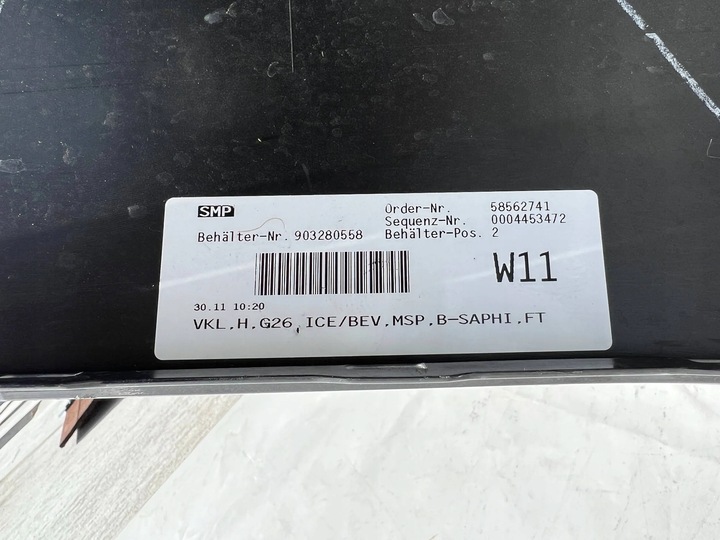 SMP
Order-Nr. 58562741
Sequenz-Nr. 0004453472
Behälter-Nr. 903280558 Behälter-Pos. 2
W11
30.11 10:20
VKL.H.G26.ICE/BEV.MSP.B-SAPHI.FT